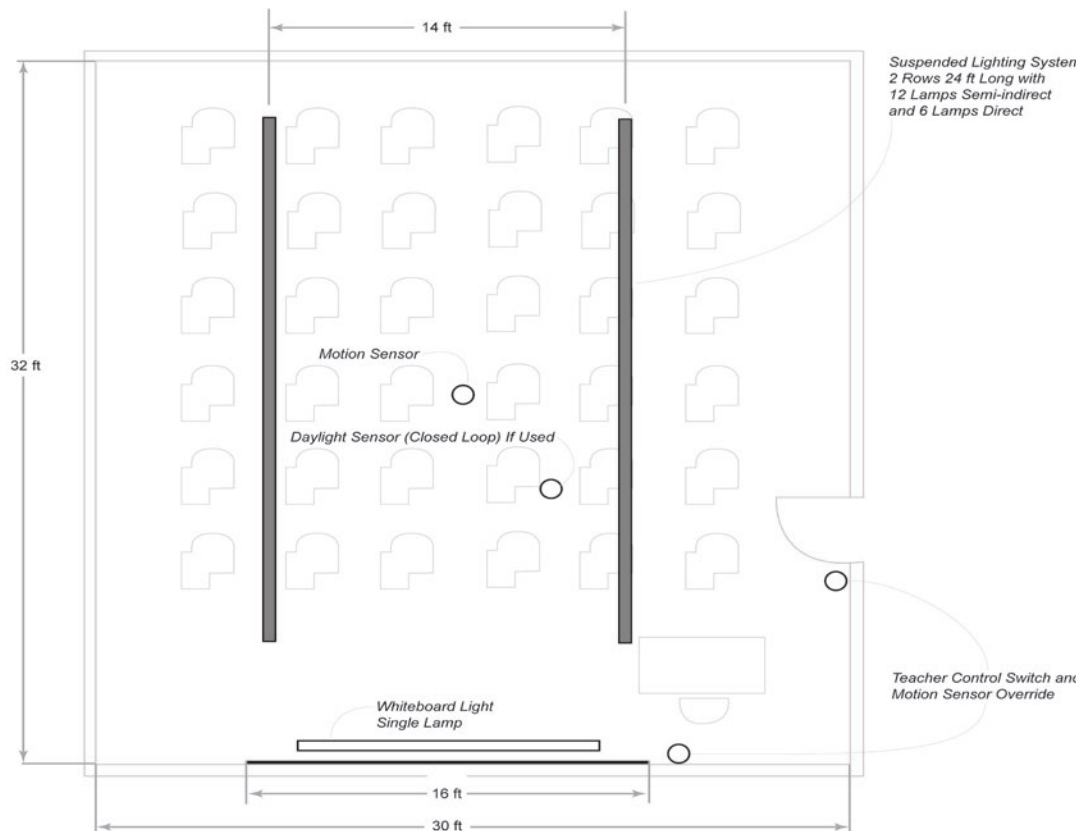 14 ft
Suspended Lighting System
2 Rows 24 ft Long with
12 Lamps Semi-indirect
and 6 Lamps Direct
32 ft
Motion Sensor
Daylight Sensor (Closed Loop) If Used
Teacher Control Switch and
Motion Sensor Override
Whiteboard Light
Single Lamp
16 ft
30 ft